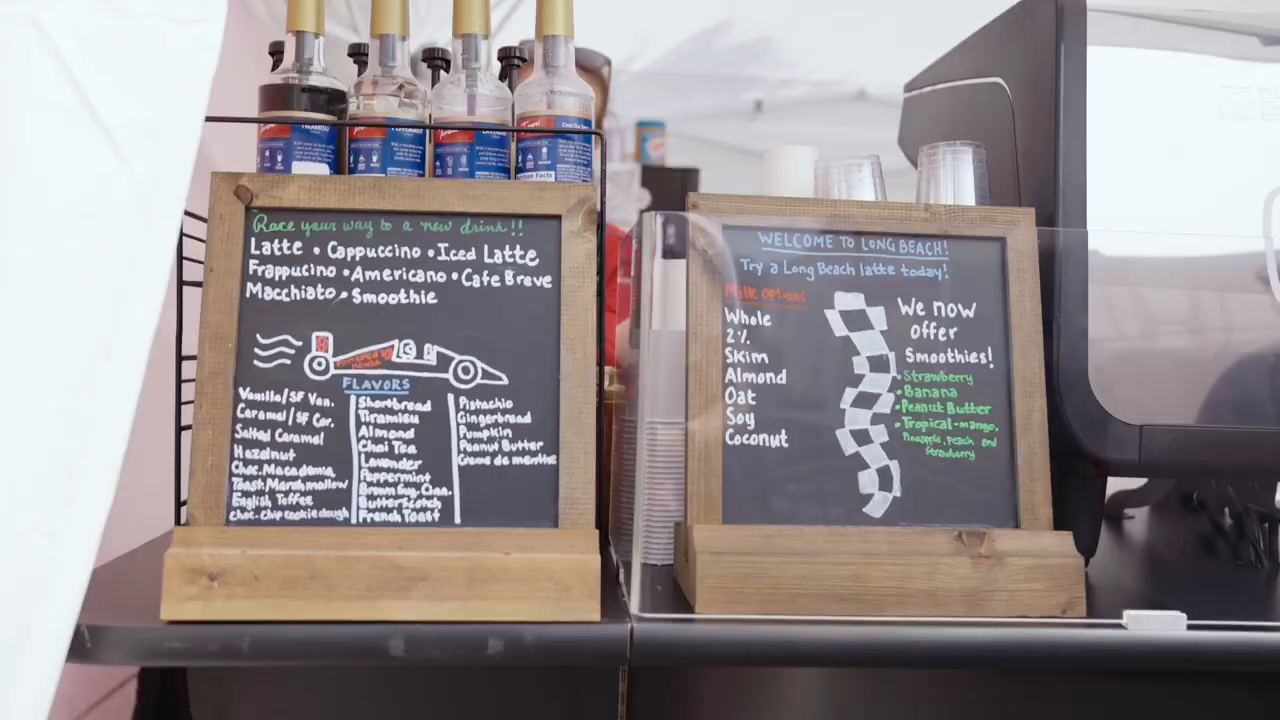 TIRAMISU
PEPPERMINT
Race your way to a new drink!!
Latte • Cappuccino • Iced Latte
Frappucino • Americano • Cafe Breve
Macchiato • Smoothie
FLAVORS
Vanilla/SF Van.
Caramel/SF Car.
Salted Caramel
Hazelnut
Choc. Macadamia
Toast. Marshmallow
English Toffee
choc. chip cookie dough
Shortbread
Tiramisu
Almond
Chai Tea
Lavender
Peppermint
Brown Sug. Cinn.
Butterscotch
French Toast
Pistachio
Gingerbread
Pumpkin
Peanut Butter
Creme de menthe
WELCOME TO LONG BEACH!
Try a Long Beach latte today!
Milk Options
Whole
2%
Skim
Almond
Oat
Soy
Coconut
We now
offer
Smoothies!
• Strawberry
• Banana
• Peanut Butter
• Tropical-mango,
Pineapple, peach and
Strawberry